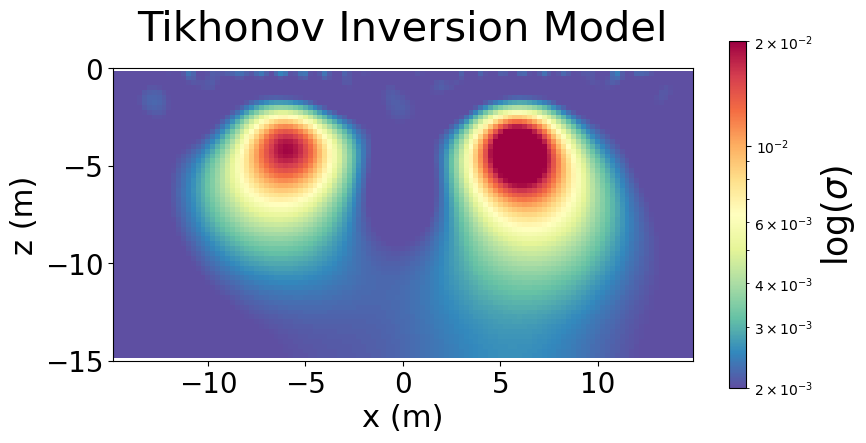 Tikhonov Inversion Model
0
−5
−10
−15
z (m)
−10 −5 0 5 10
x (m)
2 × 10⁻²
10⁻²
6 × 10⁻³
4 × 10⁻³
3 × 10⁻³
2 × 10⁻³
log(σ)